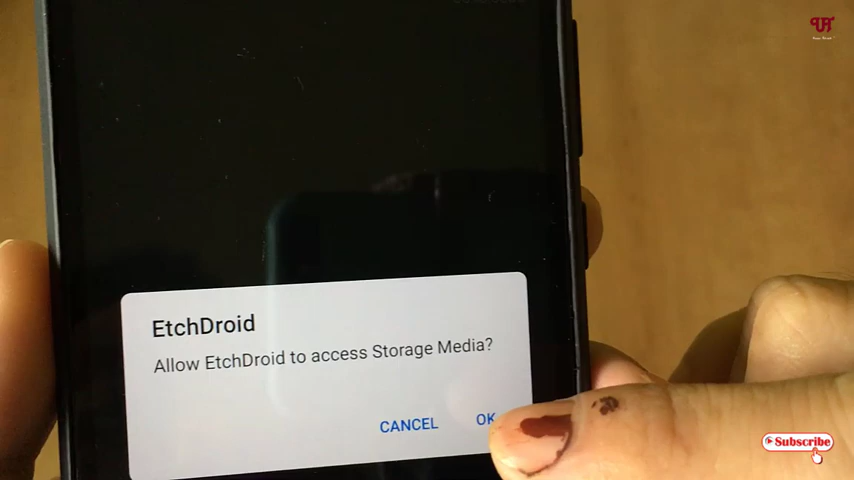 EtchDroid
Allow EtchDroid to access Storage Media?
CANCEL
OK
Subscribe